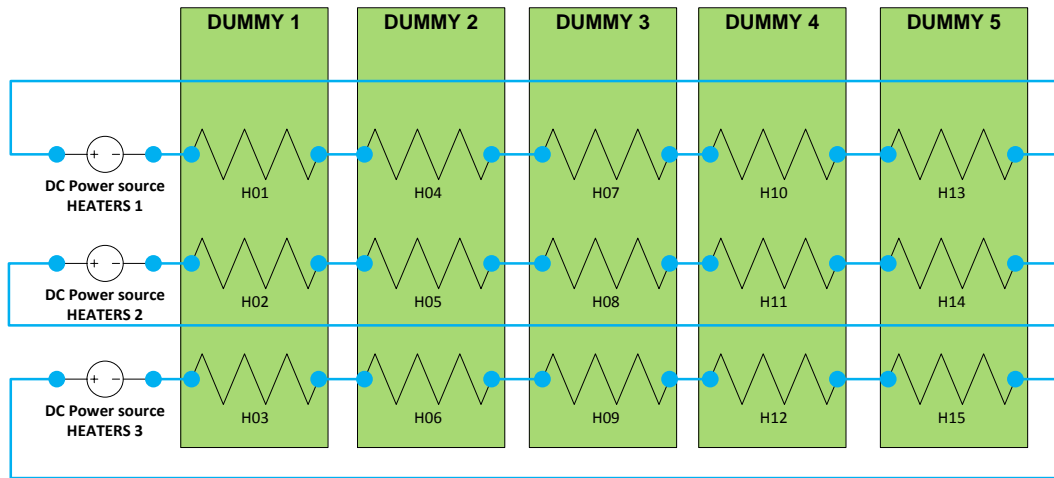 DUMMY 1
DUMMY 2
DUMMY 3
DUMMY 4
DUMMY 5
+ −
DC Power source
HEATERS 1
H01
H04
H07
H10
H13
+ −
DC Power source
HEATERS 2
H02
H05
H08
H11
H14
+ −
DC Power source
HEATERS 3
H03
H06
H09
H12
H15